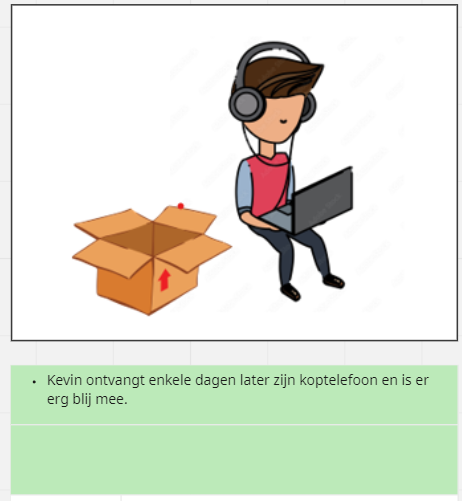 • Kevin ontvangt enkele dagen later zijn koptelefoon en is er
erg blij mee.